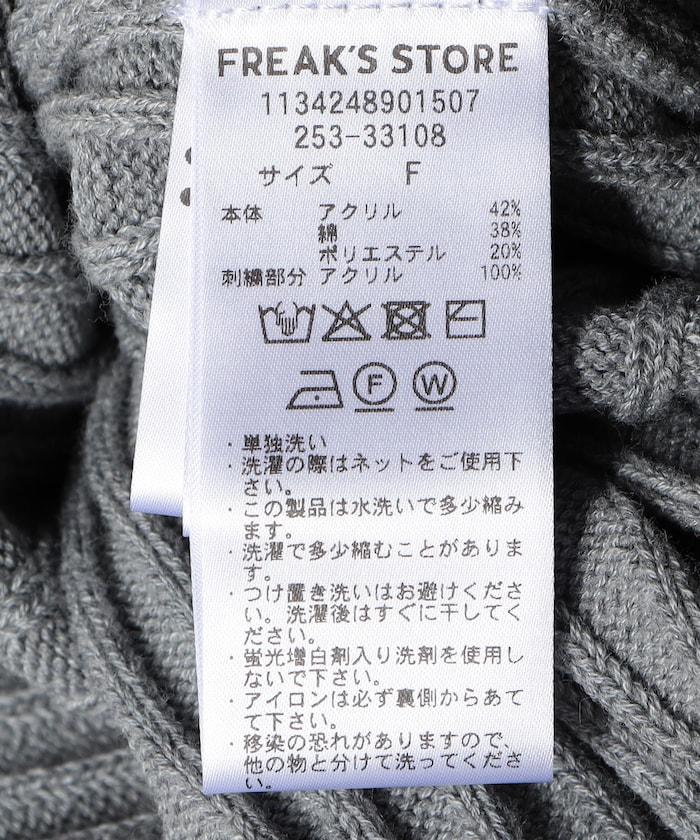 FREAK'S STORE
1134248901507
253-33108
サイズ F
本体 アクリル 42%
綿 38%
ポリエステル 20%
刺繍部分 アクリル 100%
F W
・単独洗い
・洗濯の際はネットをご使用下
さい。
・この製品は水洗いで多少縮み
ます。
・洗濯で多少縮むことがありま
す。
・つけ置き洗いはお避けくださ
い。洗濯後はすぐに干してく
ださい。
・蛍光増白剤入り洗剤を使用し
ないで下さい。
・アイロンは必ず裏側からあて
て下さい。
・移染の恐れがありますので、
他の物と分けて洗ってくださ
い。